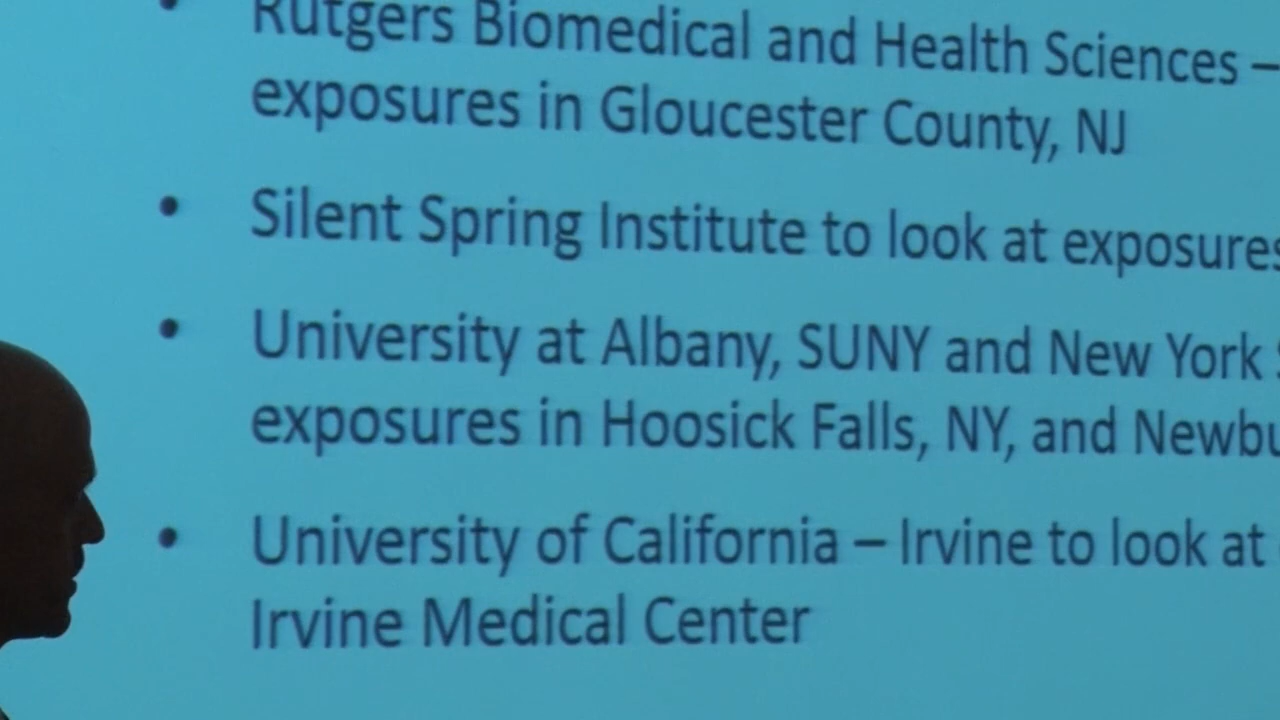 Rutgers Biomedical and Health Sciences –
exposures in Gloucester County, NJ
• Silent Spring Institute to look at exposures
• University at Albany, SUNY and New York
exposures in Hoosick Falls, NY, and
• University of California – Irvine to look at
Irvine Medical Center